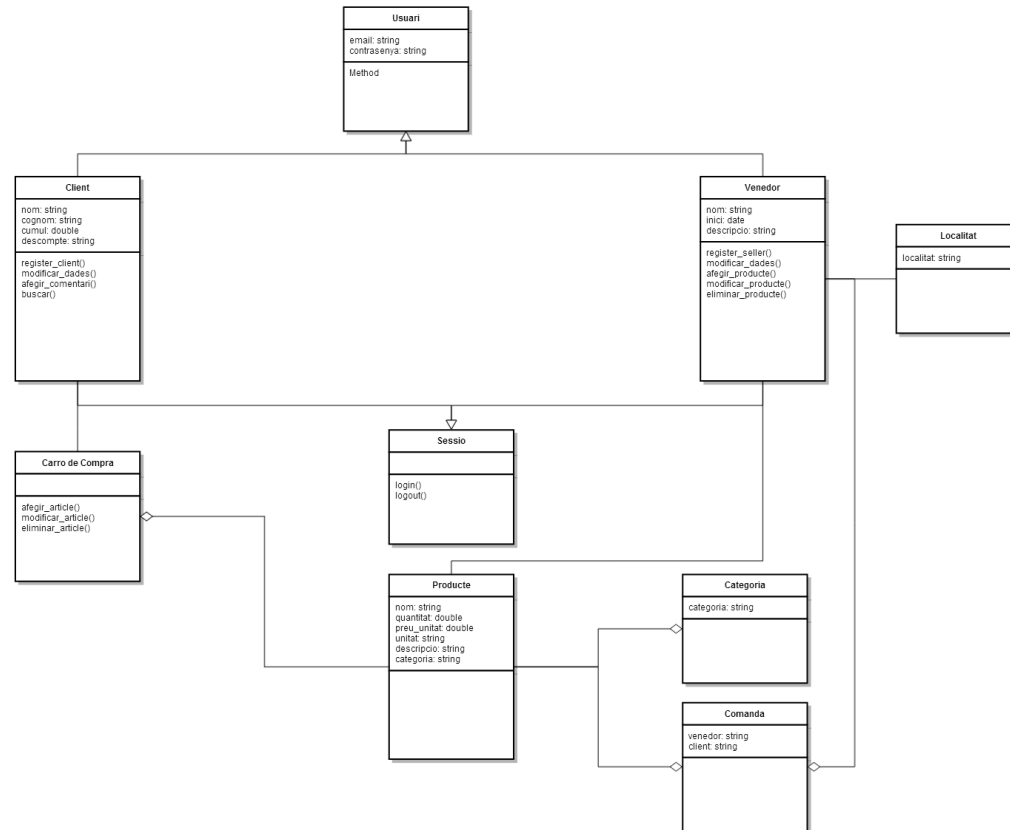 Usuari
email: string
contrasenya: string
Method
Client
nom: string
cognom: string
cumul: double
descompte: string
register_client()
modificar_dades()
afegir_comentari()
buscar()
Venedor
nom: string
inici: date
descripcio: string
register_seller()
modificar_dades()
afegir_producte()
modificar_producte()
eliminar_producte()
Localitat
localitat: string
Carro de Compra
afegir_article()
modificar_article()
eliminar_article()
Sessio
login()
logout()
Producte
nom: string
quantitat: double
preu_unitat: double
unitat: string
descripcio: string
categoria: string
Categoria
categoria: string
Comanda
venedor: string
client: string